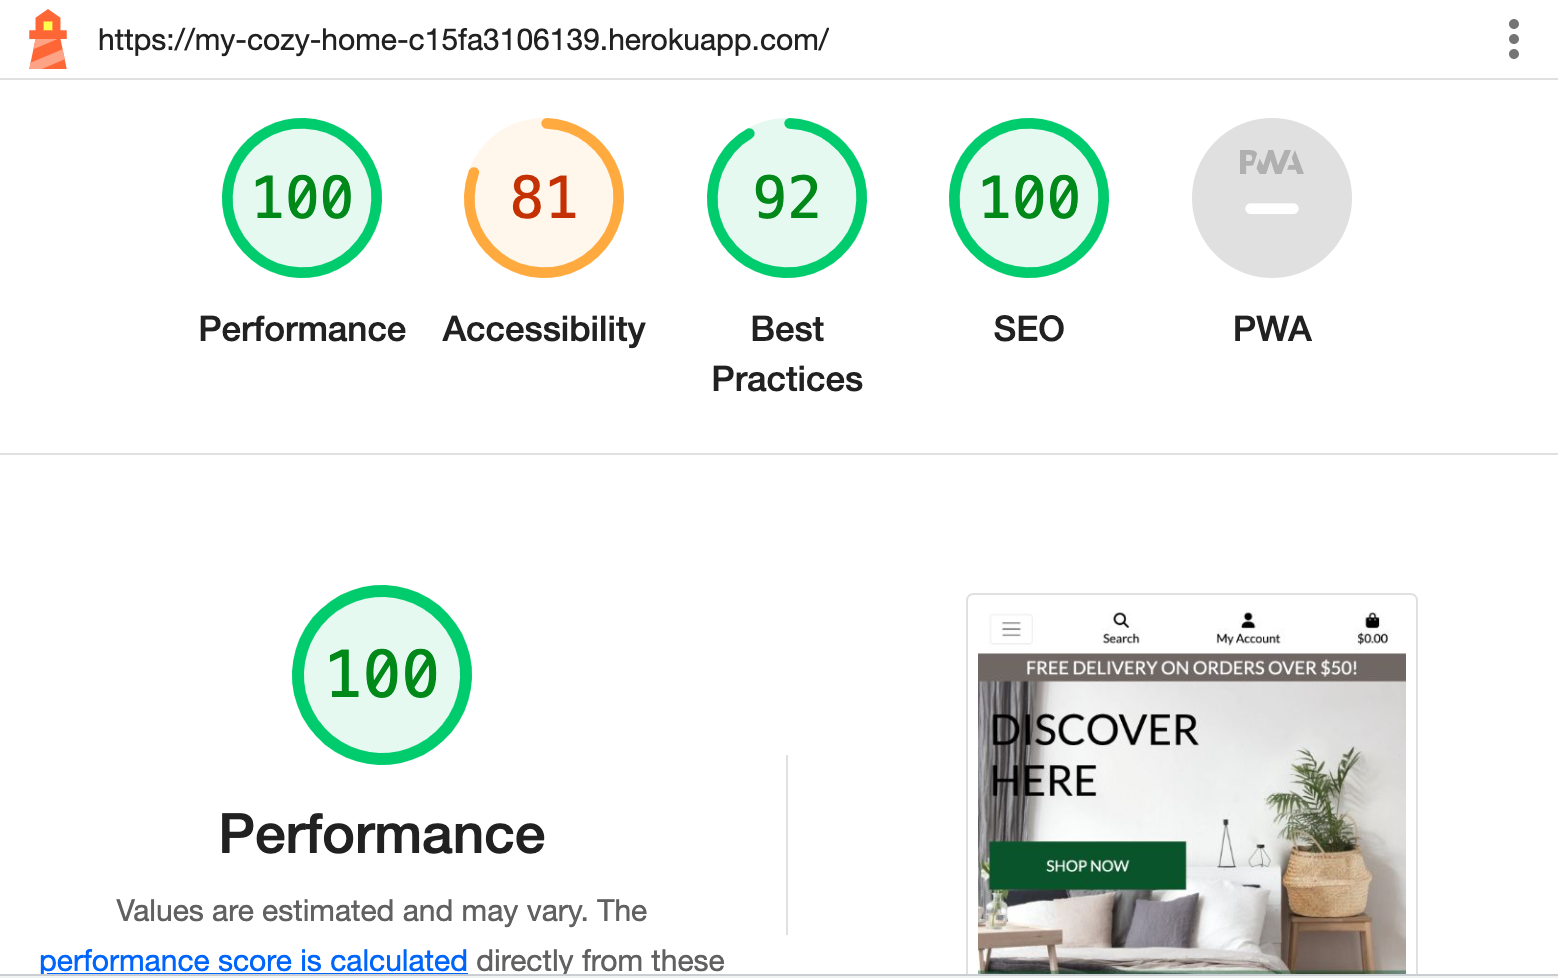 https://my-cozy-home-c15fa3106139.herokuapp.com/
100
81
92
100
PWA
Performance
Accessibility
Best
Practices
SEO
PWA
100
Performance
Values are estimated and may vary. The
performance score is calculated directly from these
Search
My Account
$0.00
FREE DELIVERY ON ORDERS OVER $50!
DISCOVER
HERE
SHOP NOW